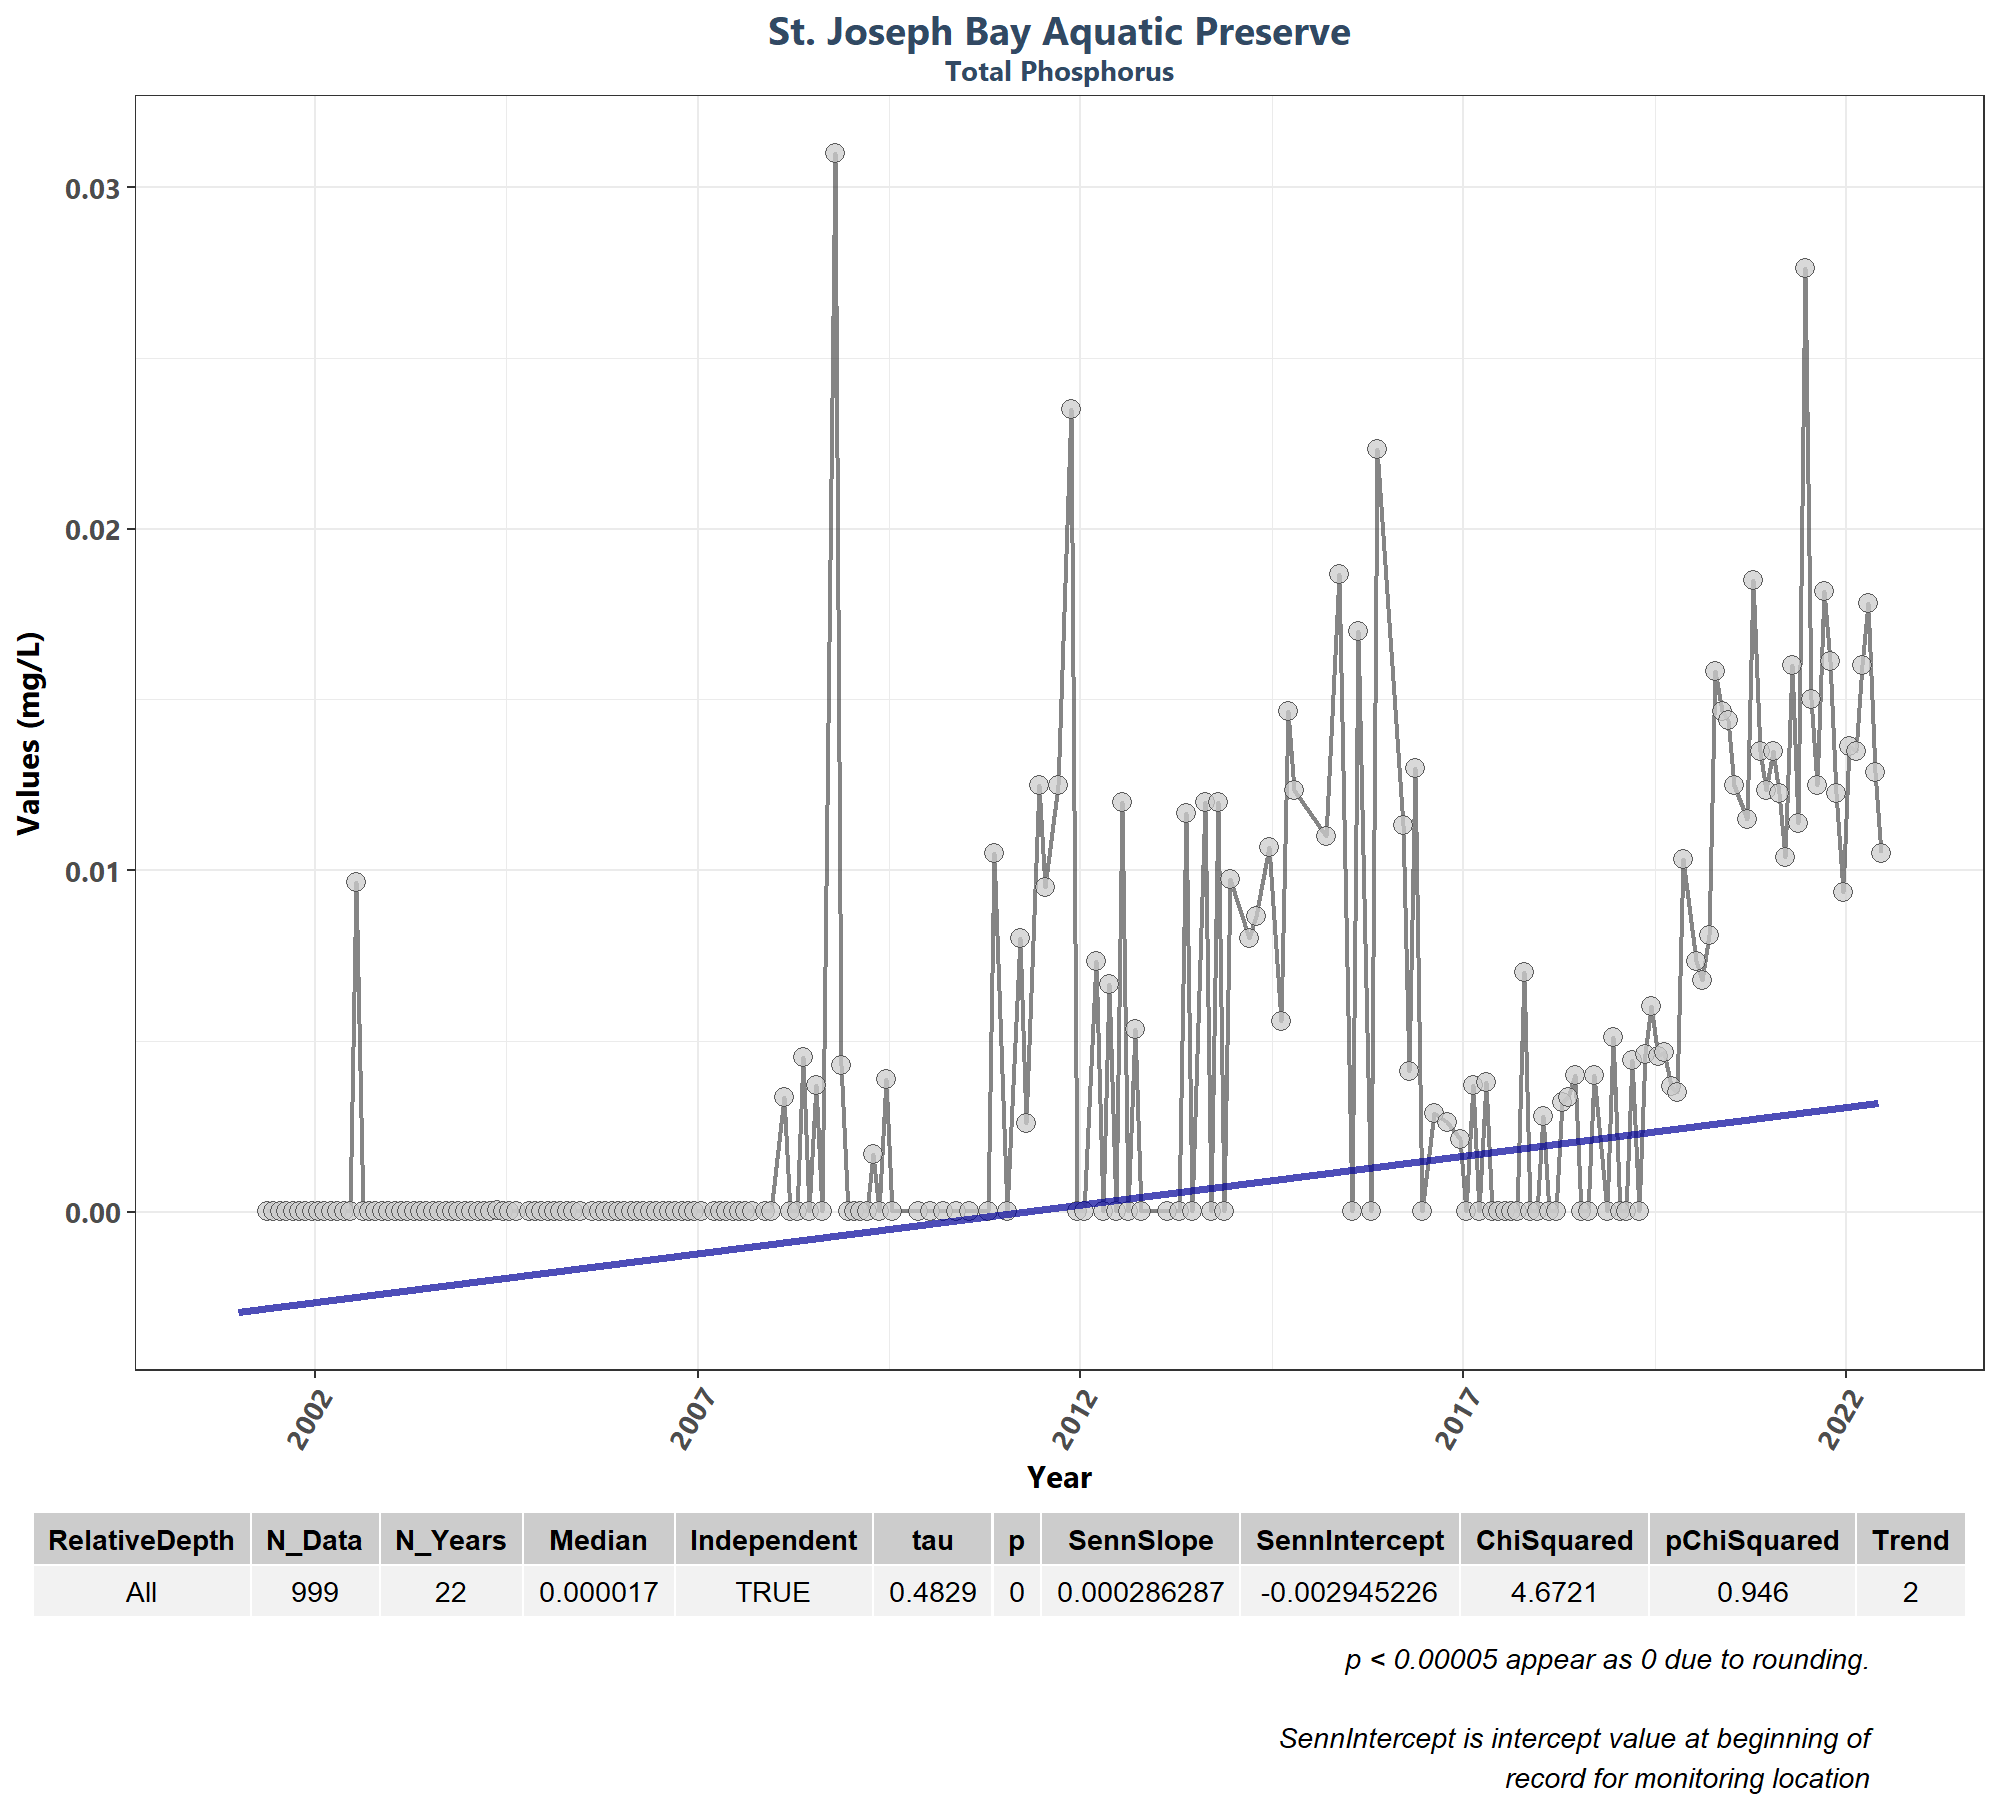 St. Joseph Bay Aquatic Preserve
Total Phosphorus
Values (mg/L)
0.03
0.02
0.01
0.00
2002 2007 2012 2017 2022
Year
RelativeDepth N_Data N_Years Median Independent tau p SennSlope SennIntercept ChiSquared pChiSquared Trend
All 999 22 0.000017 TRUE 0.4829 0 0.000286287 -0.002945226 4.6721 0.946 2
p < 0.00005 appear as 0 due to rounding.
SennIntercept is intercept value at beginning of
record for monitoring location